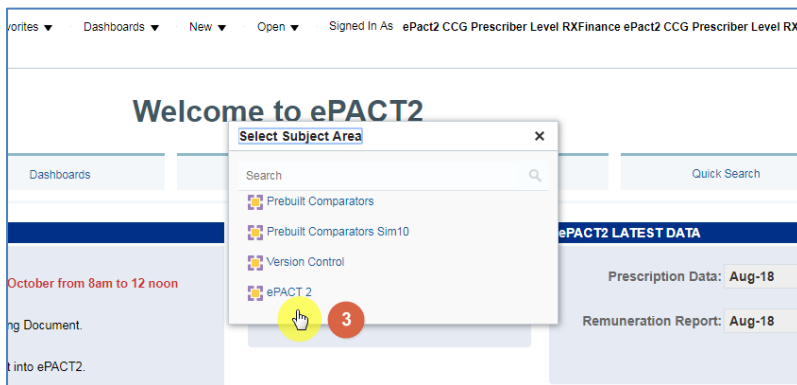 vorites ▼ Dashboards ▼ New ▼ Open ▼ Signed In As ePact2 CCG Prescriber Level RXFinance ePact2 CCG Prescriber Level RX
Welcome to ePACT2
Select Subject Area ×
Dashboards
Search
Quick Search
Prebuilt Comparators
Prebuilt Comparators Sim10
Version Control
ePACT 2
3
October from 8am to 12 noon
ng Document.
t into ePACT2.
ePACT2 LATEST DATA
Prescription Data: Aug-18
Remuneration Report: Aug-18